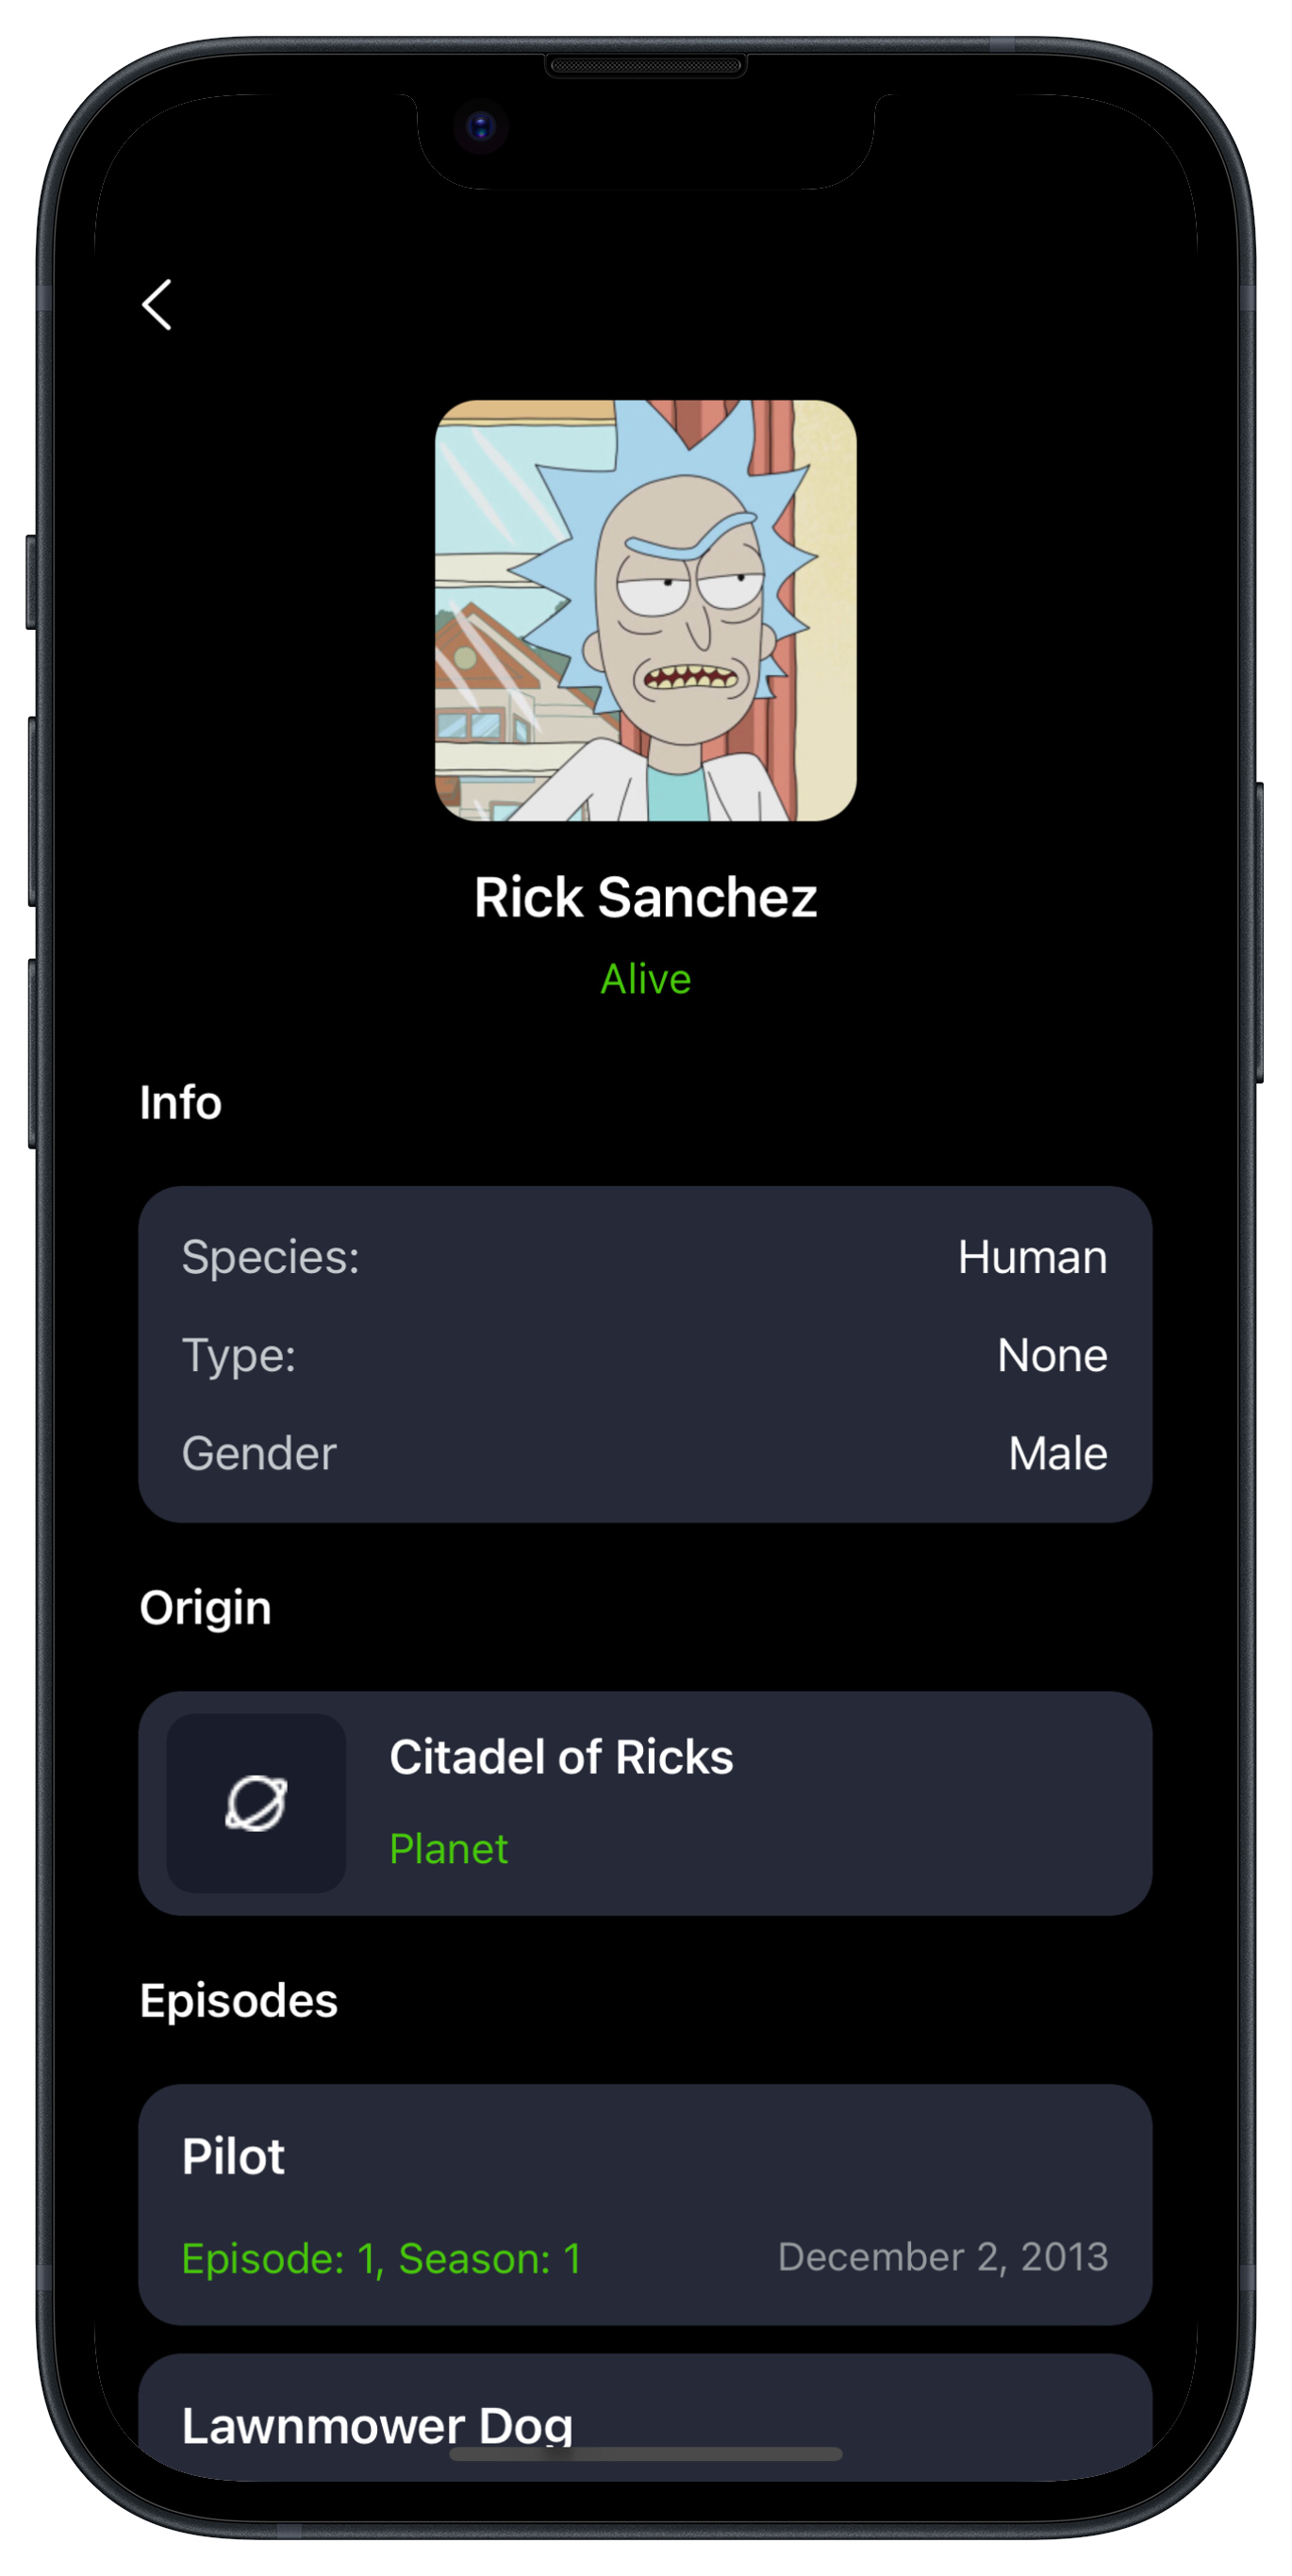 Rick Sanchez
Alive
Info
Species: Human
Type: None
Gender Male
Origin
Citadel of Ricks
Planet
Episodes
Pilot
Episode: 1, Season: 1 December 2, 2013
Lawnmower Dog